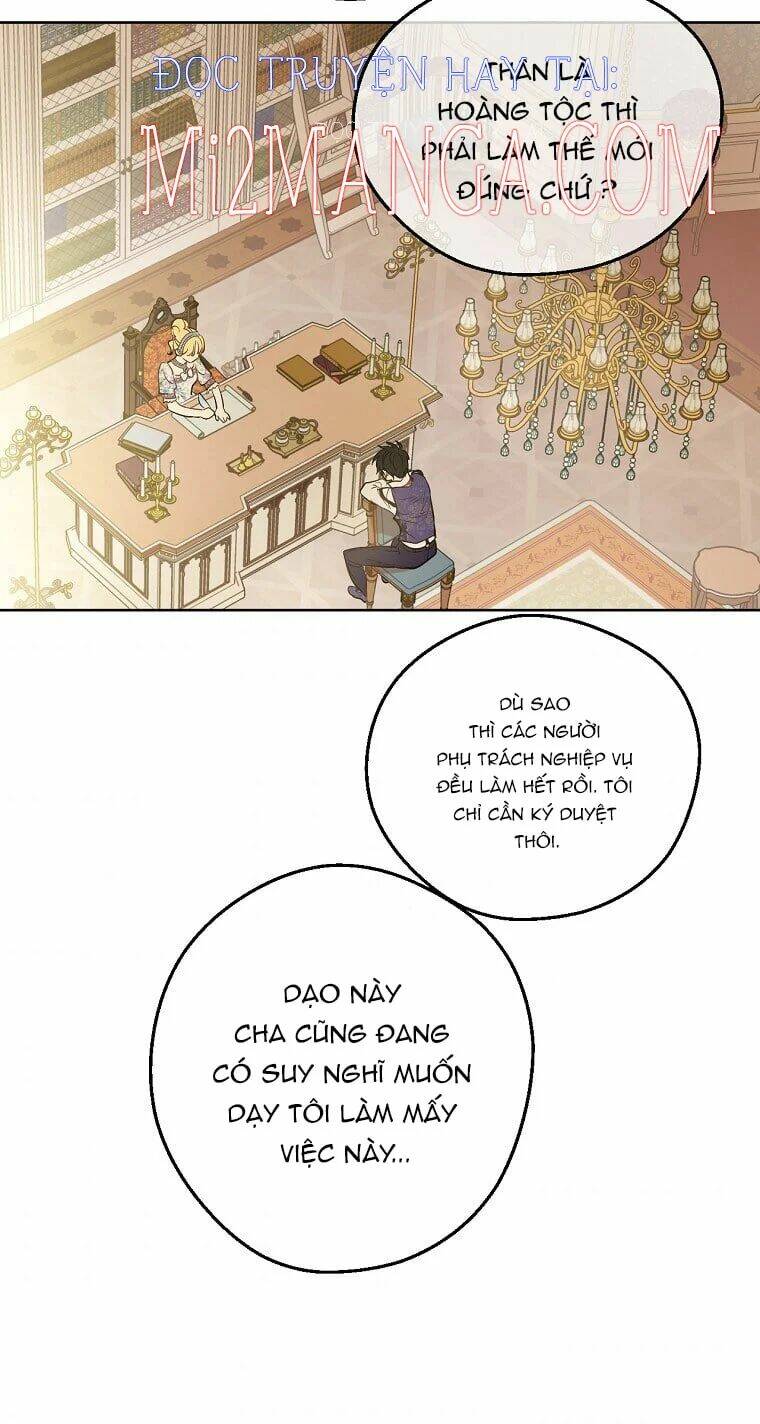 ĐỌC TRUYỆN HAY TẠI:
MI2MANGA.COM
THÂN LÀ
HOÀNG TỘC THÌ
PHẢI LÀM THẾ MỚI
ĐÚNG CHỨ?
DÙ SAO
THÌ CÁC NGƯỜI
PHỤ TRÁCH NGHIỆP VỤ
ĐỀU LÀM HẾT RỒI. TÔI
CHỈ CẦN KÝ DUYỆT
THÔI.
DẠO NÀY
CHA CŨNG ĐANG
CÓ SUY NGHĨ MUỐN
DẠY TÔI LÀM MẤY
VIỆC NÀY...